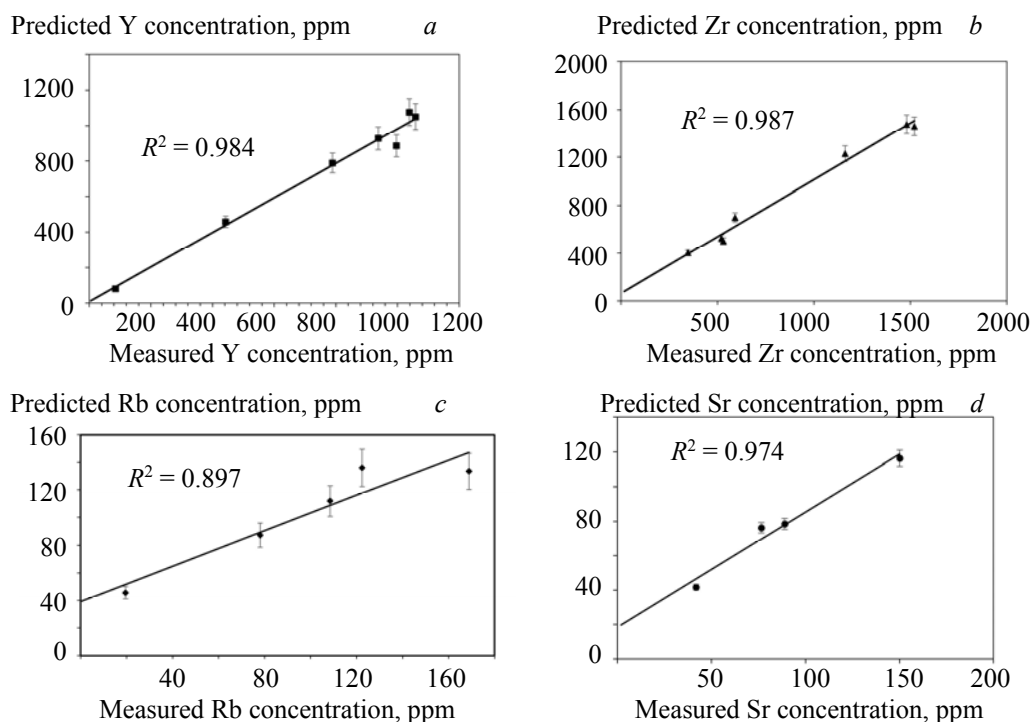 Predicted Y concentration, ppm a
1200
800
400
0
R² = 0.984
200 400 600 800 1000 1200
Measured Y concentration, ppm
Predicted Zr concentration, ppm b
2000
1600
1200
800
400
0
R² = 0.987
500 1000 1500 2000
Measured Zr concentration, ppm
Predicted Rb concentration, ppm c
160
120
80
40
0
R² = 0.897
40 80 120 160
Measured Rb concentration, ppm
Predicted Sr concentration, ppm d
120
80
40
0
R² = 0.974
50 100 150 200
Measured Sr concentration, ppm